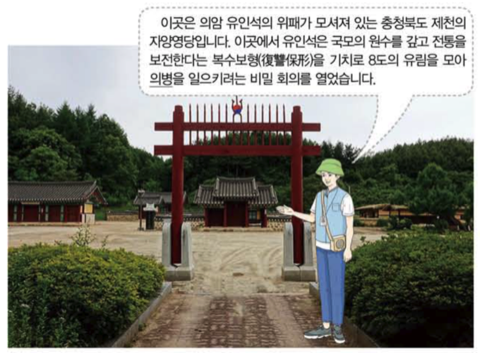 이곳은 의암 유인석의 위패가 모셔져 있는 충청북도 제천의
자양영당입니다. 이곳에서 유인석은 국모의 원수를 갚고 전통을
보전한다는 복수보형(復讐保形)을 기치로 8도의 유림을 모아
의병을 일으키려는 비밀 회의를 열었습니다.